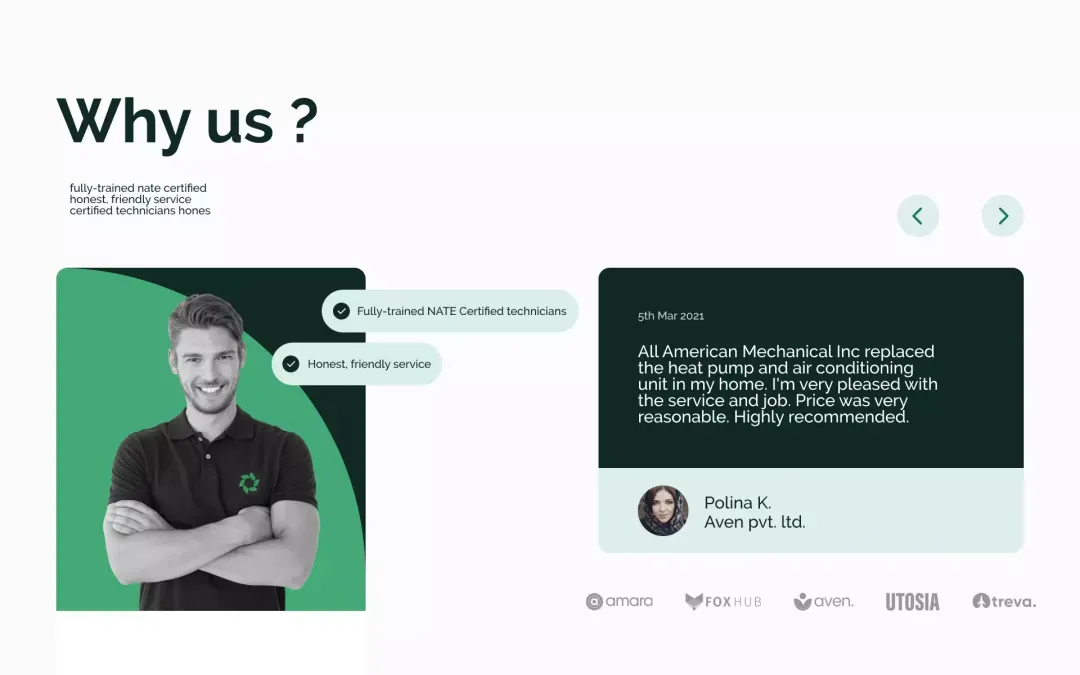 Why us ?
fully-trained nate certified
honest, friendly service
certified technicians hones
Fully-trained NATE Certified technicians
Honest, friendly service
5th Mar 2021
All American Mechanical Inc replaced
the heat pump and air conditioning
unit in my home. I'm very pleased with
the service and job. Price was very
reasonable. Highly recommended.
Polina K.
Aven pvt. ltd.
amara FOXHUB aven. UTOSIA treva.